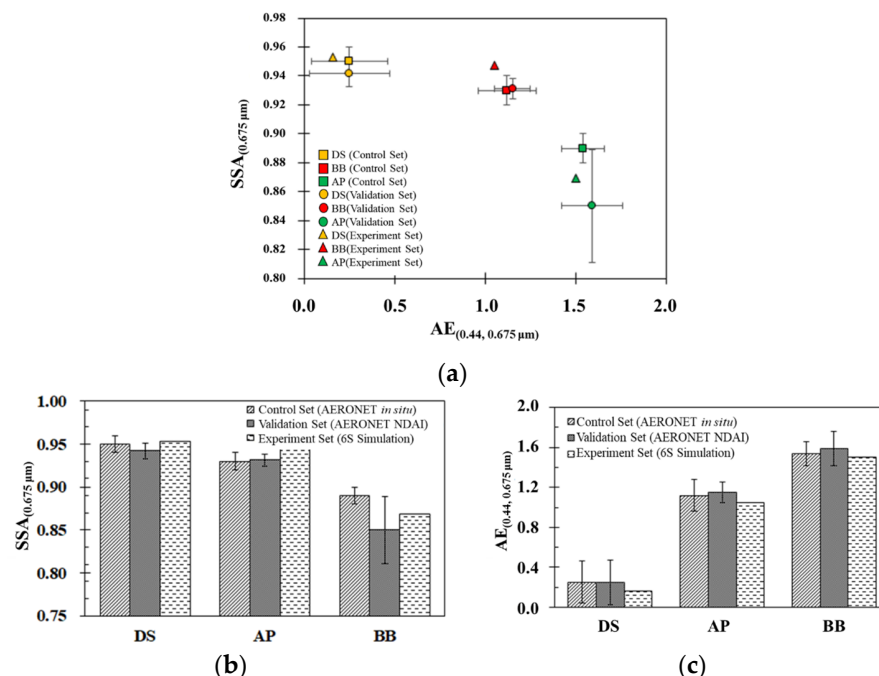 0.98
0.96
0.94
0.92
0.90
0.88
0.86
0.84
0.82
0.80
SSA(0.675 µm)
DS (Control Set)
BB (Control Set)
AP (Control Set)
DS(Validation Set)
BB(Validation Set)
AP(Validation Set)
DS(Experiment Set)
BB(Experiment Set)
AP(Experiment Set)
0.0 0.5 1.0 1.5 2.0
AE(0.44, 0.675 µm)
(a)
1.00
0.95
0.90
0.85
0.80
0.75
SSA(0.675 µm)
Control Set (AERONET in situ)
Validation Set (AERONET NDAI)
Experiment Set (6S Simulation)
DS AP BB
(b)
2.0
1.6
1.2
0.8
0.4
0.0
AE(0.44, 0.675 µm)
Control Set (AERONET in situ)
Validation Set (AERONET NDAI)
Experiment Set (6S Simulation)
DS AP BB
(c)